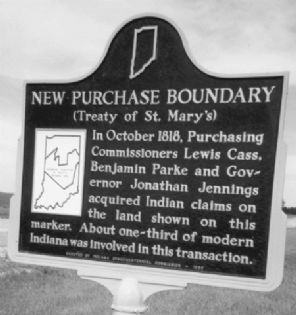 NEW PURCHASE BOUNDARY
(Treaty of St. Mary's)
In October 1818, Purchasing
Commissioners Lewis Cass,
Benjamin Parke and Gov-
ernor Jonathan Jennings
acquired Indian claims on
the land shown on this
marker. About one-third of modern
Indiana was involved in this transaction.